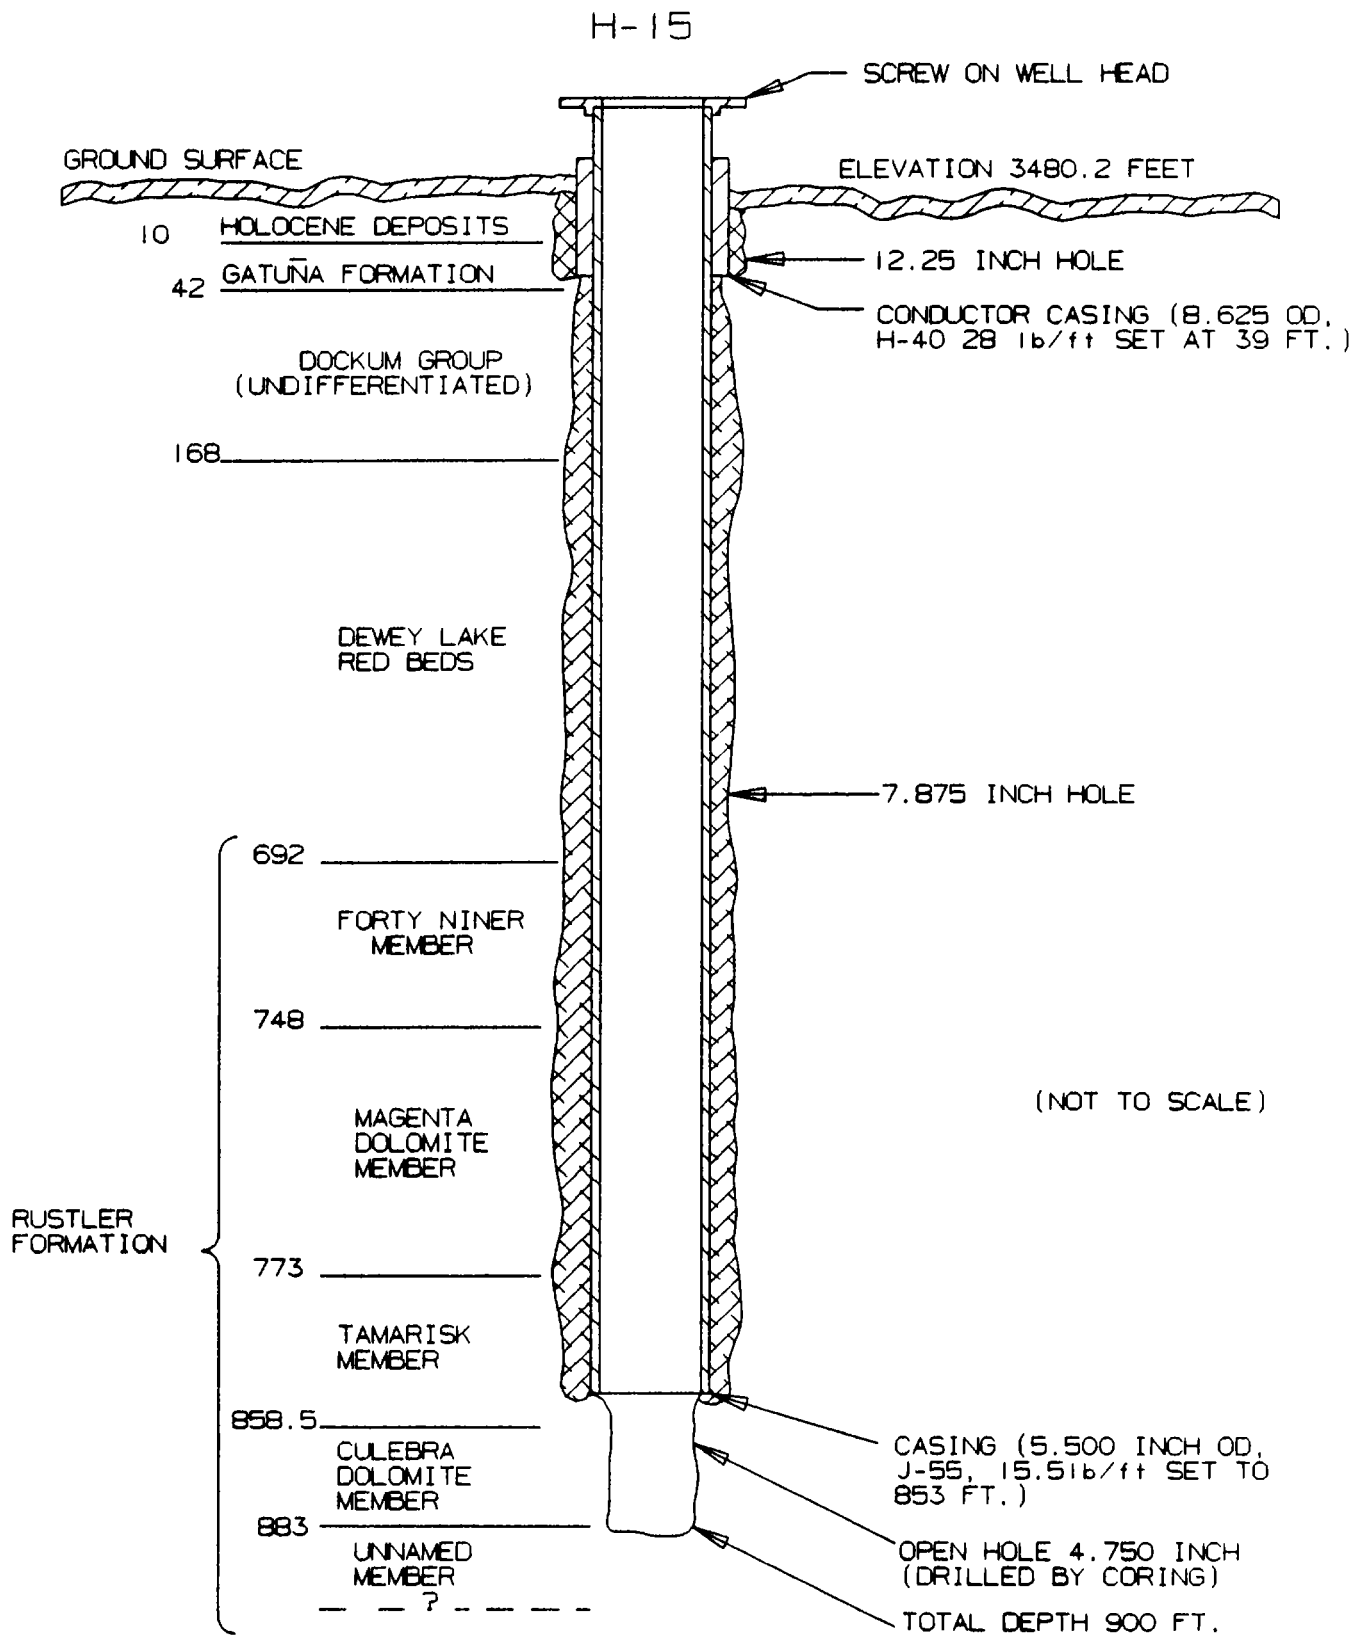 H-15
SCREW ON WELL HEAD
GROUND SURFACE
ELEVATION 3480.2 FEET
10 HOLOCENE DEPOSITS
12.25 INCH HOLE
42 GATUÑA FORMATION
CONDUCTOR CASING (8.625 OD,
H-40 28 lb/ft SET AT 39 FT.)
DOCKUM GROUP
(UNDIFFERENTIATED)
168
DEWEY LAKE
RED BEDS
7.875 INCH HOLE
692
FORTY NINER
MEMBER
748
(NOT TO SCALE)
MAGENTA
DOLOMITE
MEMBER
RUSTLER
FORMATION
773
TAMARISK
MEMBER
858.5
CULEBRA
DOLOMITE
MEMBER
CASING (5.500 INCH OD,
J-55, 15.5lb/ft SET TO
853 FT.)
883
UNNAMED
MEMBER
?
OPEN HOLE 4.750 INCH
(DRILLED BY CORING)
TOTAL DEPTH 900 FT.